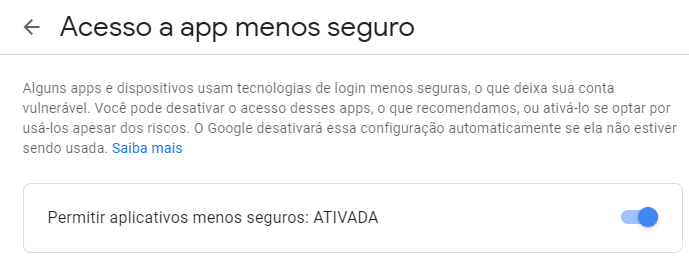 Acesso a app menos seguro
Alguns apps e dispositivos usam tecnologias de login menos seguras, o que deixa sua conta
vulnerável. Você pode desativar o acesso desses apps, o que recomendamos, ou ativá-lo se optar por
usá-los apesar dos riscos. O Google desativará essa configuração automaticamente se ela não estiver
sendo usada. Saiba mais
Permitir aplicativos menos seguros: ATIVADA